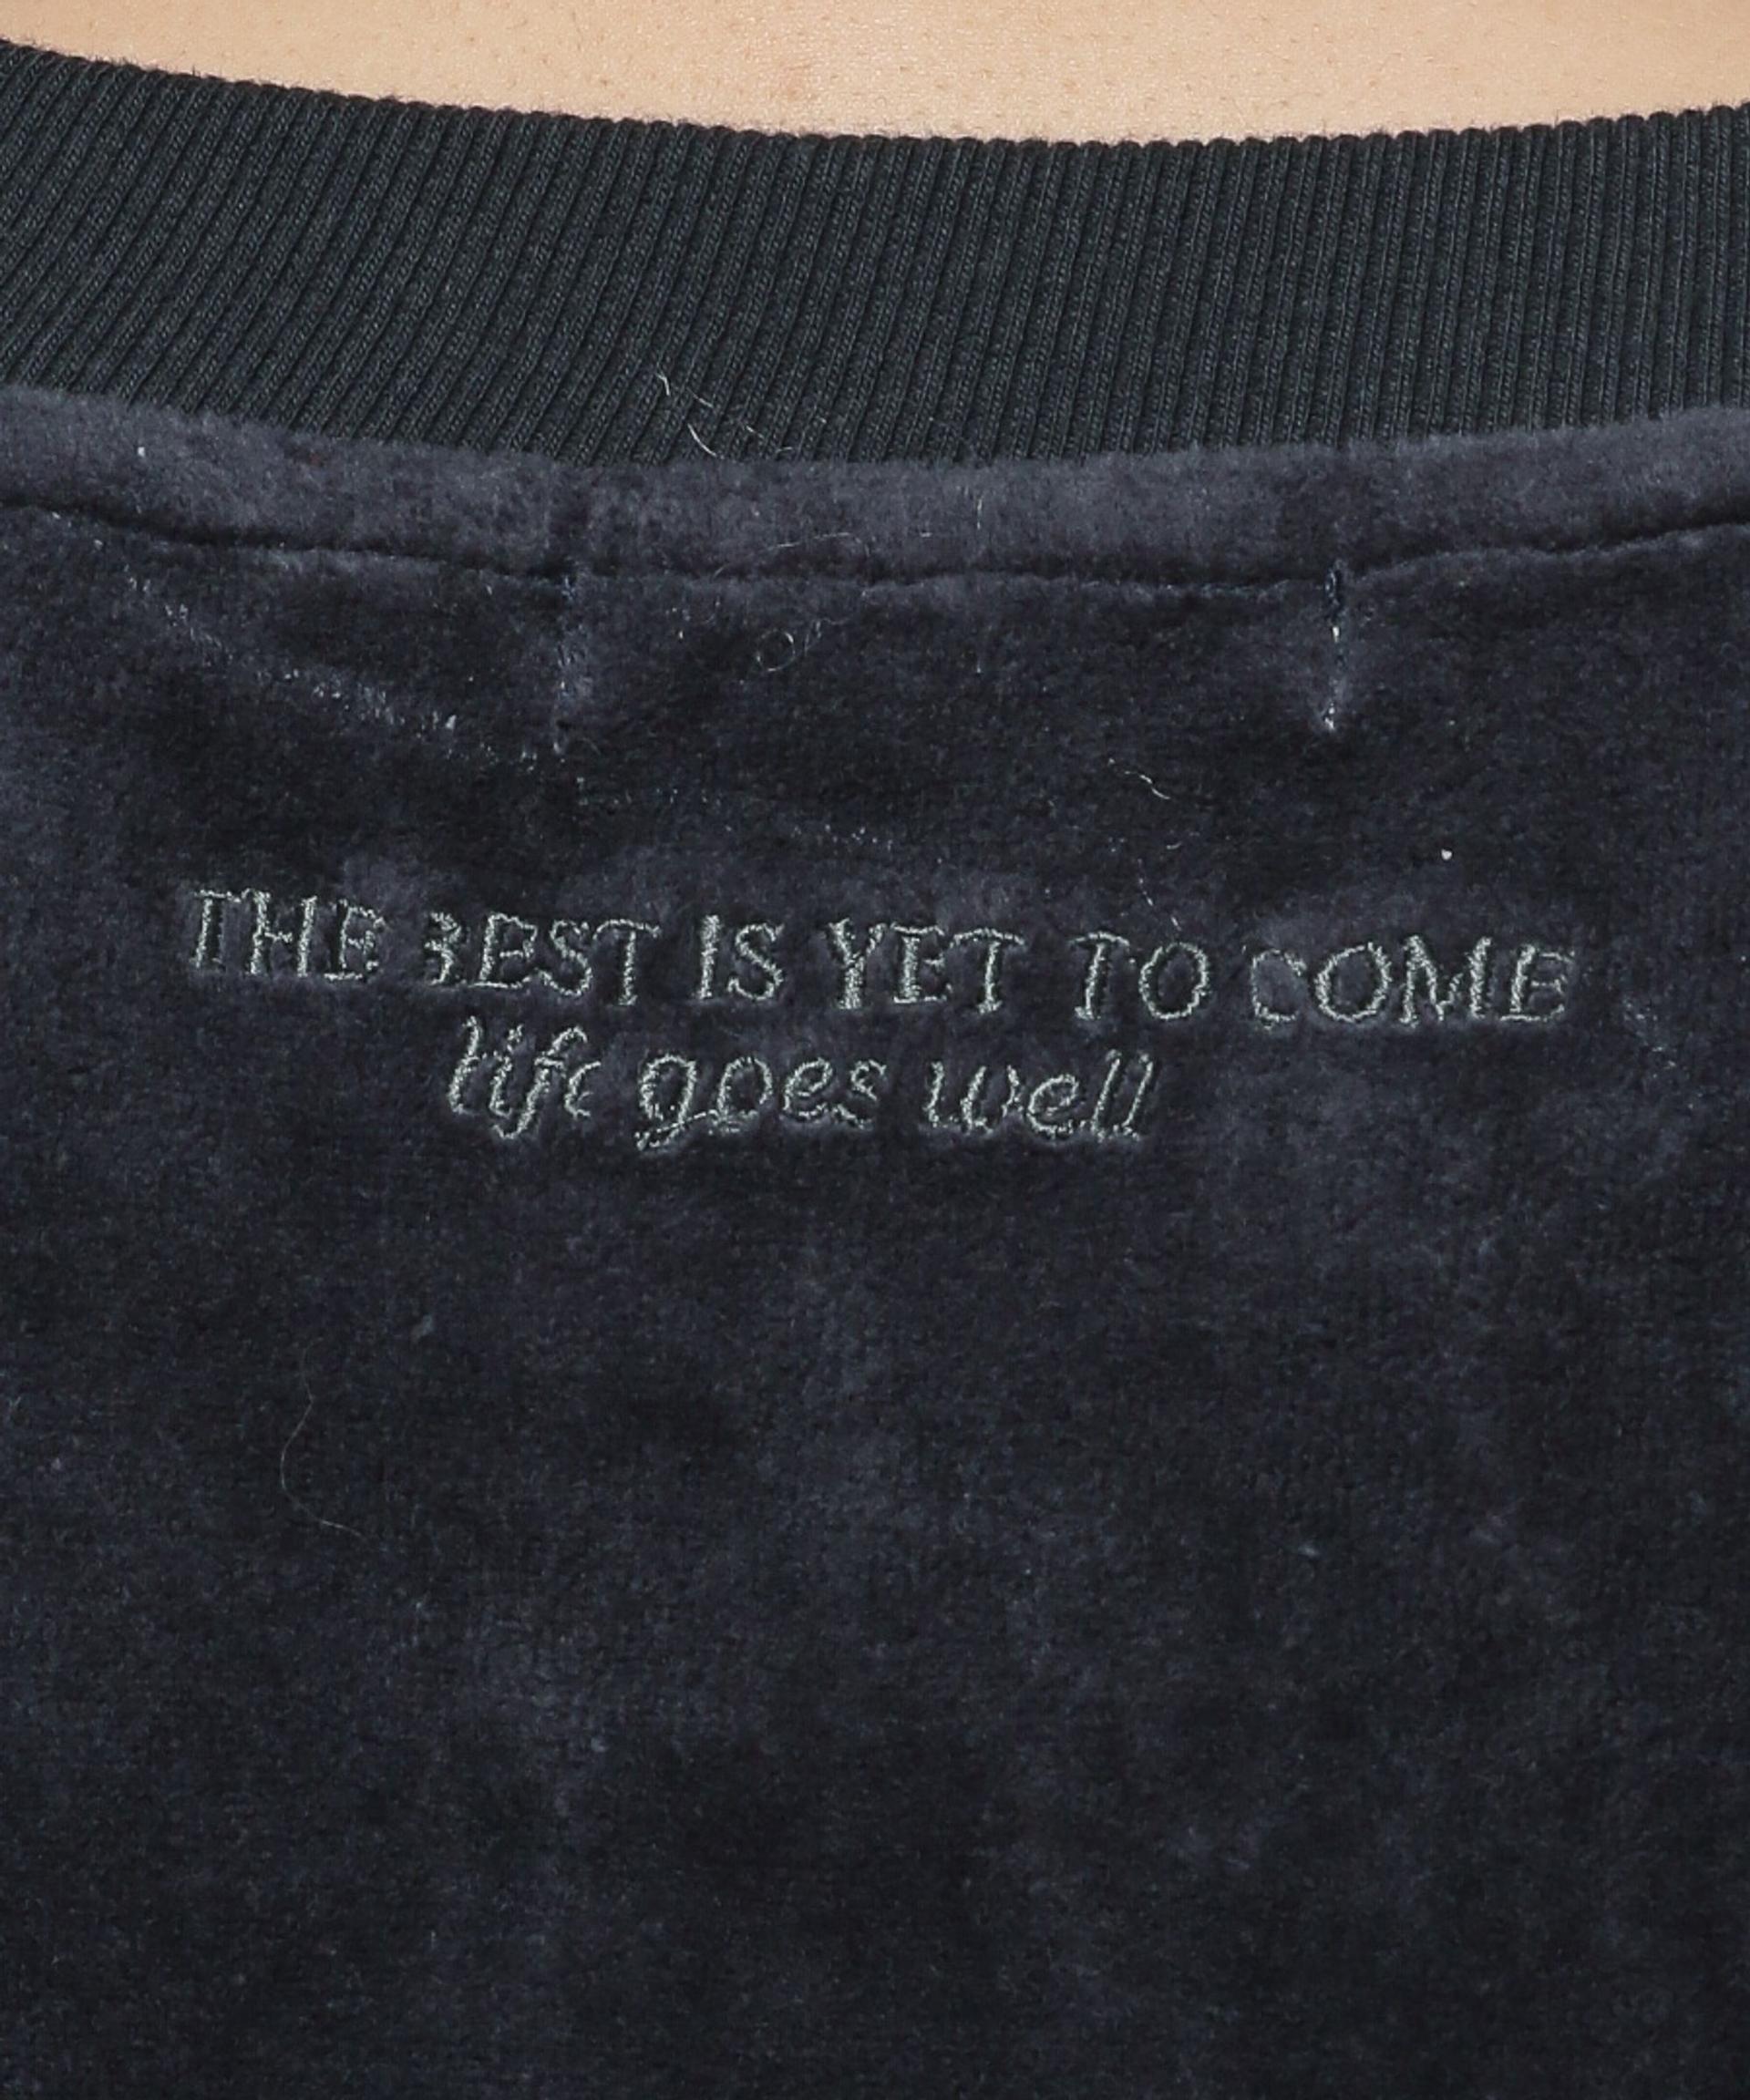 THE BEST IS YET TO COME
life goes well